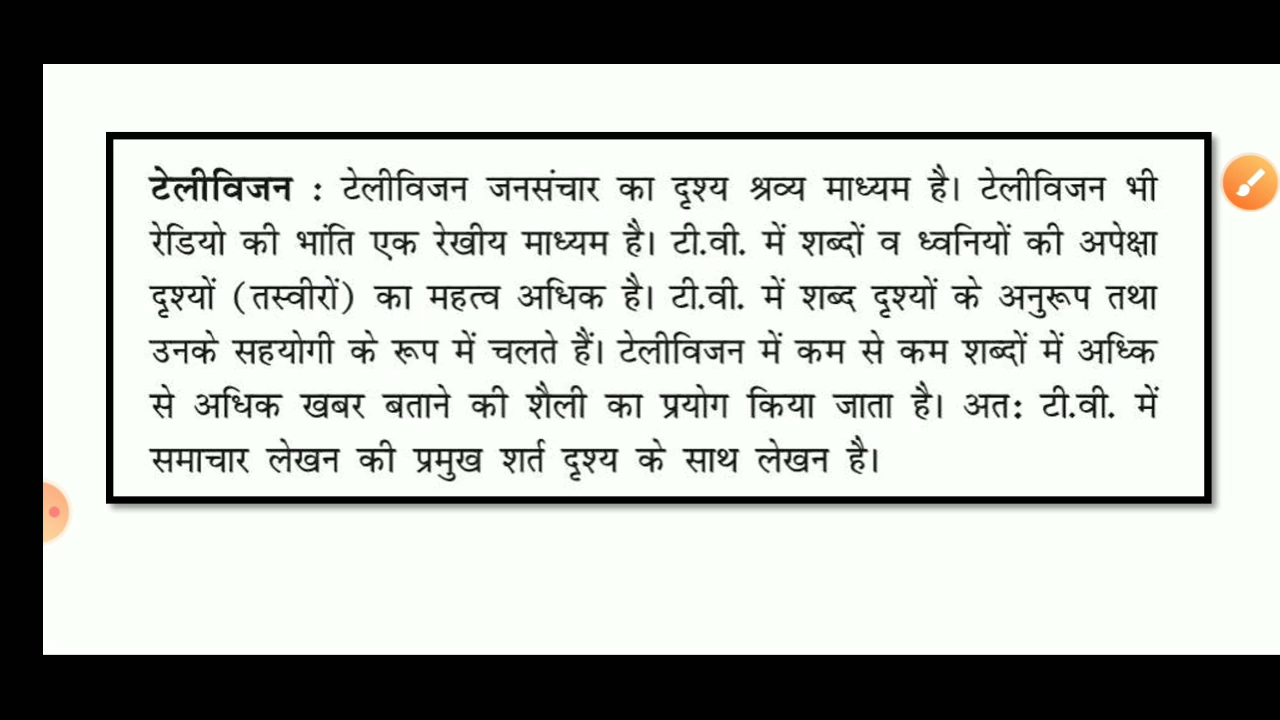 टेलीविजन : टेलीविजन जनसंचार का दृश्य श्रव्य माध्यम है। टेलीविजन भी
रेडियो की भांति एक रेखीय माध्यम है। टी.वी. में शब्दों व ध्वनियों की अपेक्षा
दृश्यों (तस्वीरों) का महत्व अधिक है। टी.वी. में शब्द दृश्यों के अनुरूप तथा
उनके सहयोगी के रूप में चलते हैं। टेलीविजन में कम से कम शब्दों में अध्कि
से अधिक खबर बताने की शैली का प्रयोग किया जाता है। अतः टी.वी. में
समाचार लेखन की प्रमुख शर्त दृश्य के साथ लेखन है।